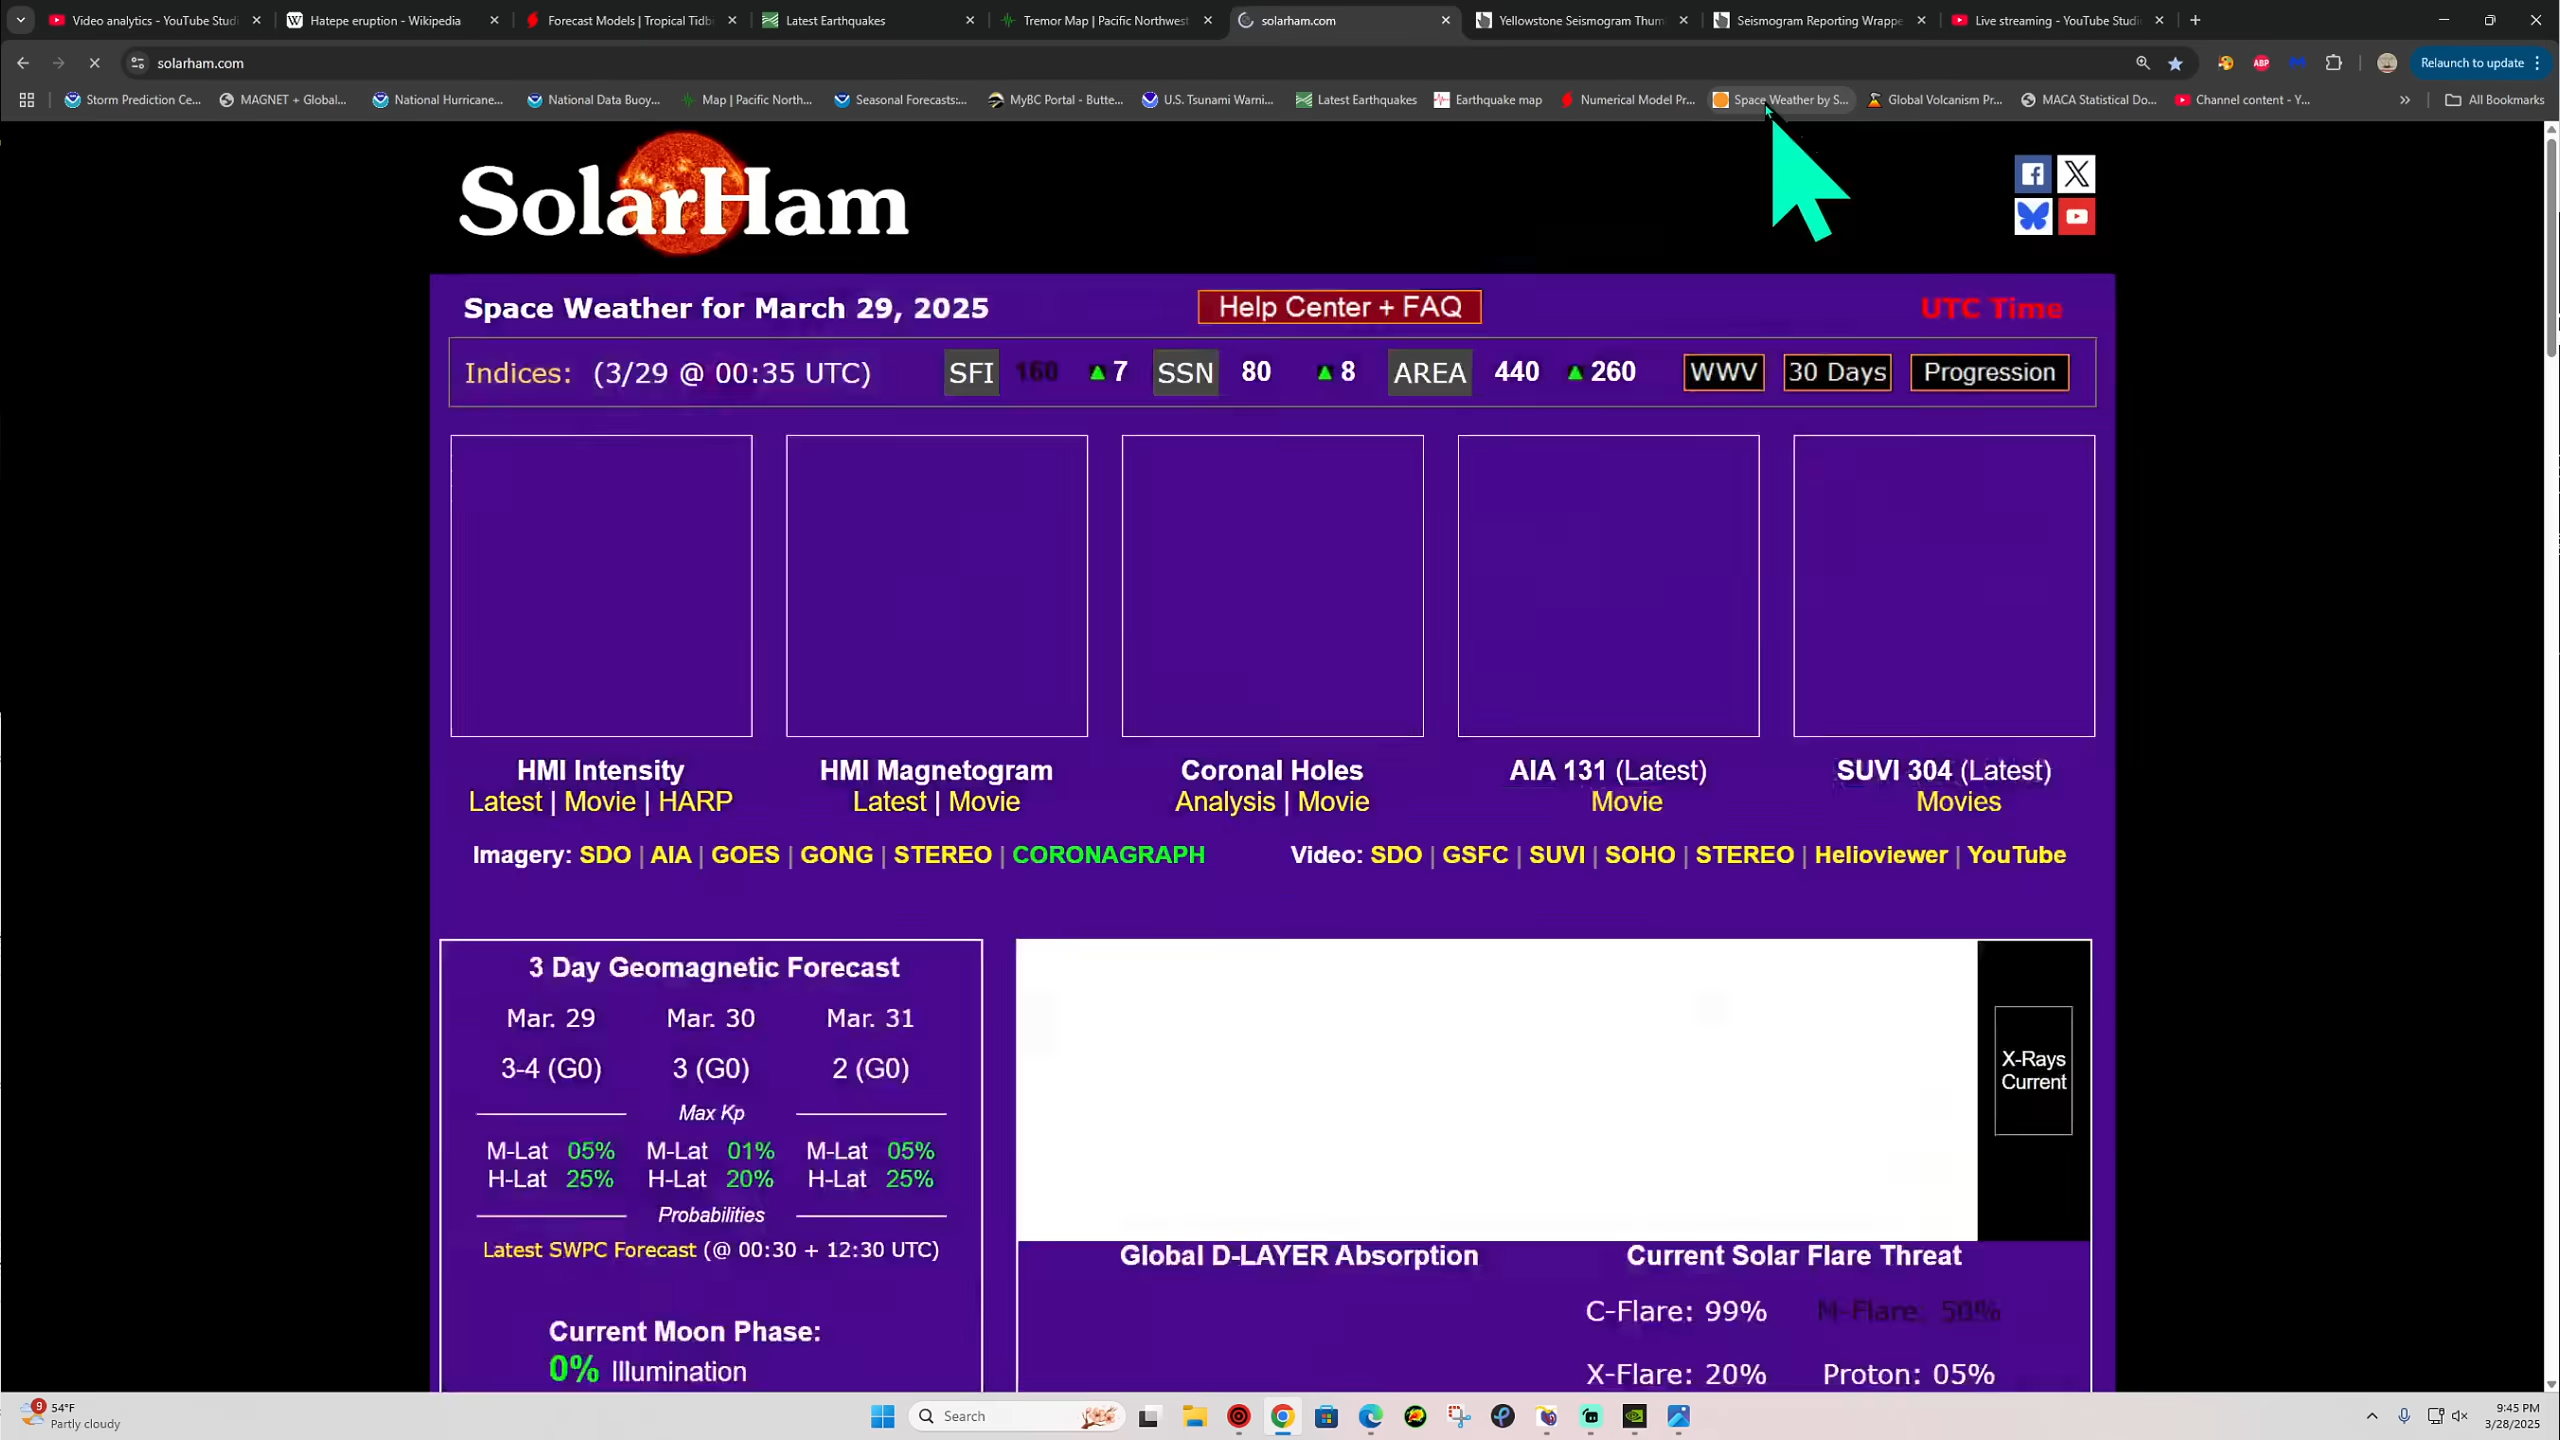 Video analytics - YouTube Studi
Hatepe eruption - Wikipedia
Forecast Models | Tropical Tidbi
Latest Earthquakes
Tremor Map | Pacific Northwest
solarham.com
Yellowstone Seismogram Thum
Seismogram Reporting Wrappe
Live streaming - YouTube Studi
solarham.com
ABP
Relaunch to update
Storm Prediction Ce...
MAGNET + Global...
National Hurricane...
National Data Buoy...
Map | Pacific North...
Seasonal Forecasts:...
MyBC Portal - Butte...
U.S. Tsunami Warni...
Latest Earthquakes
Earthquake map
Numerical Model Pr...
Space Weather by S...
Global Volcanism Pr...
MACA Statistical Do...
Channel content - Y...
All Bookmarks
SolarHam
Space Weather for March 29, 2025
Help Center + FAQ
UTC Time
Indices: (3/29 @ 00:35 UTC) SFI 160 ▲ 7 SSN 80 ▲ 8 AREA 440 ▲ 260 WWV 30 Days Progression
HMI Intensity
Latest | Movie | HARP
HMI Magnetogram
Latest | Movie
Coronal Holes
Analysis | Movie
AIA 131 (Latest)
Movie
SUVI 304 (Latest)
Movies
Imagery: SDO | AIA | GOES | GONG | STEREO | CORONAGRAPH
Video: SDO | GSFC | SUVI | SOHO | STEREO | Helioviewer | YouTube
3 Day Geomagnetic Forecast
Mar. 29 Mar. 30 Mar. 31
3-4 (G0) 3 (G0) 2 (G0)
Max Kp
M-Lat 05% M-Lat 01% M-Lat 05%
H-Lat 25% H-Lat 20% H-Lat 25%
Probabilities
Latest SWPC Forecast (@ 00:30 + 12:30 UTC)
Current Moon Phase:
0% Illumination
X-Rays
Current
Global D-LAYER Absorption
Current Solar Flare Threat
C-Flare: 99% M-Flare: 50%
X-Flare: 20% Proton: 05%
9
54°F
Partly cloudy
Search
9:45 PM
3/28/2025